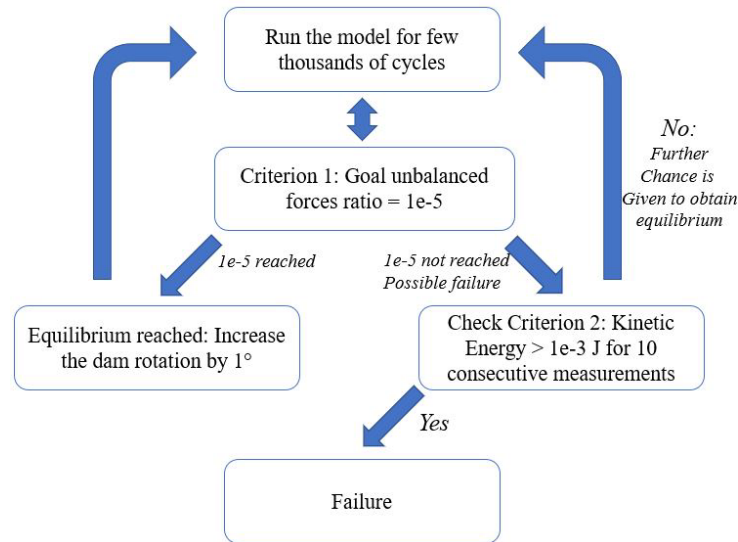 Run the model for few
thousands of cycles
No:
Further
Chance is
Given to obtain
equilibrium
Criterion 1: Goal unbalanced
forces ratio = 1e-5
1e-5 reached
1e-5 not reached
Possible failure
Equilibrium reached: Increase
the dam rotation by 1°
Check Criterion 2: Kinetic
Energy > 1e-3 J for 10
consecutive measurements
Yes
Failure